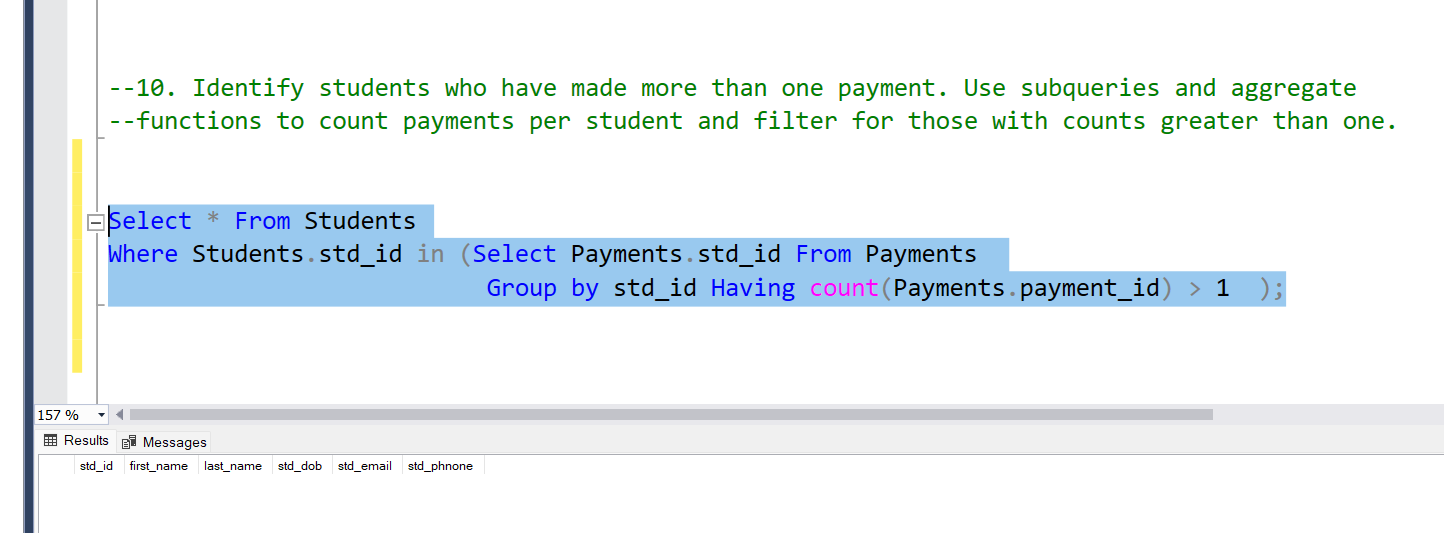 --10. Identify students who have made more than one payment. Use subqueries and aggregate
--functions to count payments per student and filter for those with counts greater than one.
Select * From Students
Where Students.std_id in (Select Payments.std_id From Payments
Group by std_id Having count(Payments.payment_id) > 1  );
157 %
Results Messages
std_id first_name last_name std_dob std_email std_phnone